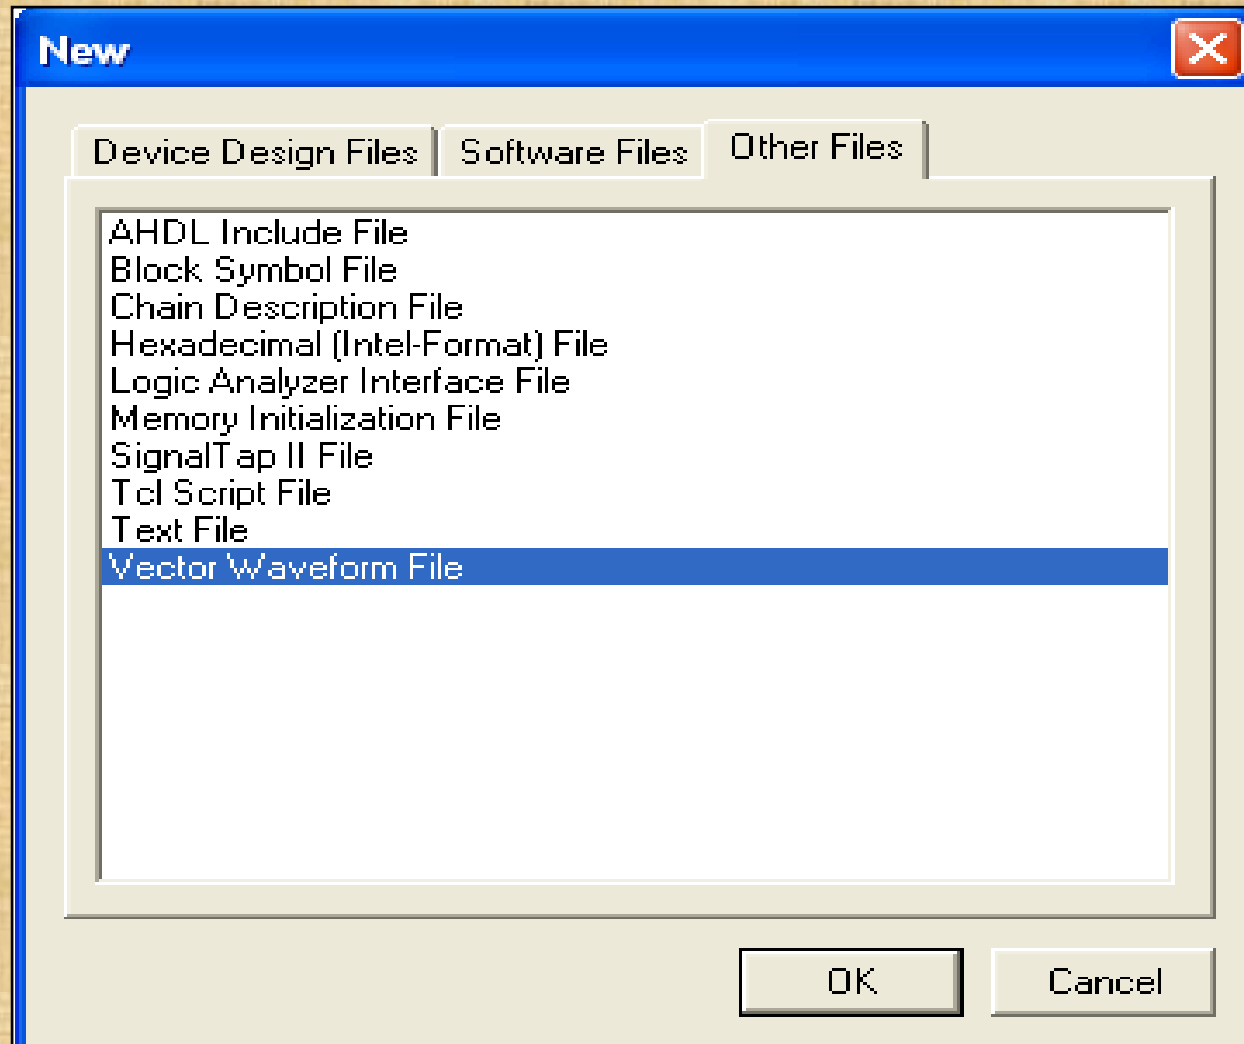 New
Device Design Files
Software Files
Other Files
AHDL Include File
Block Symbol File
Chain Description File
Hexadecimal (Intel-Format) File
Logic Analyzer Interface File
Memory Initialization File
SignalTap II File
Tcl Script File
Text File
Vector Waveform File
OK
Cancel